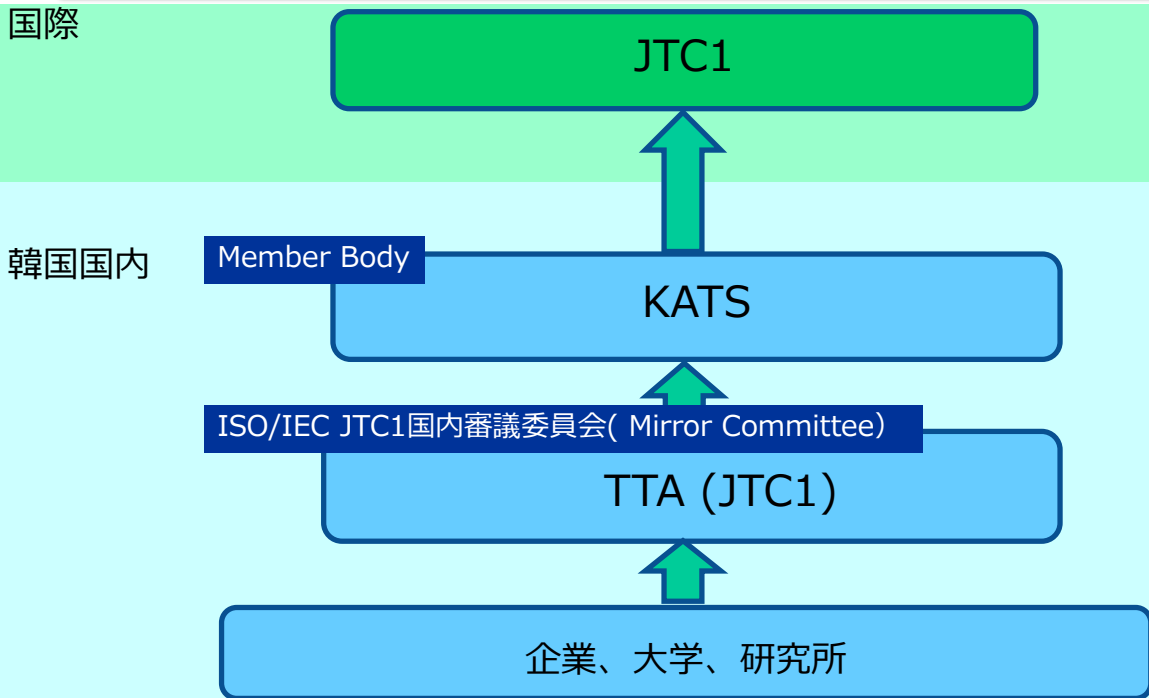 国際
JTC1
韓国国内
Member Body
KATS
ISO/IEC JTC1国内審議委員会( Mirror Committee）
TTA (JTC1)
企業、大学、研究所